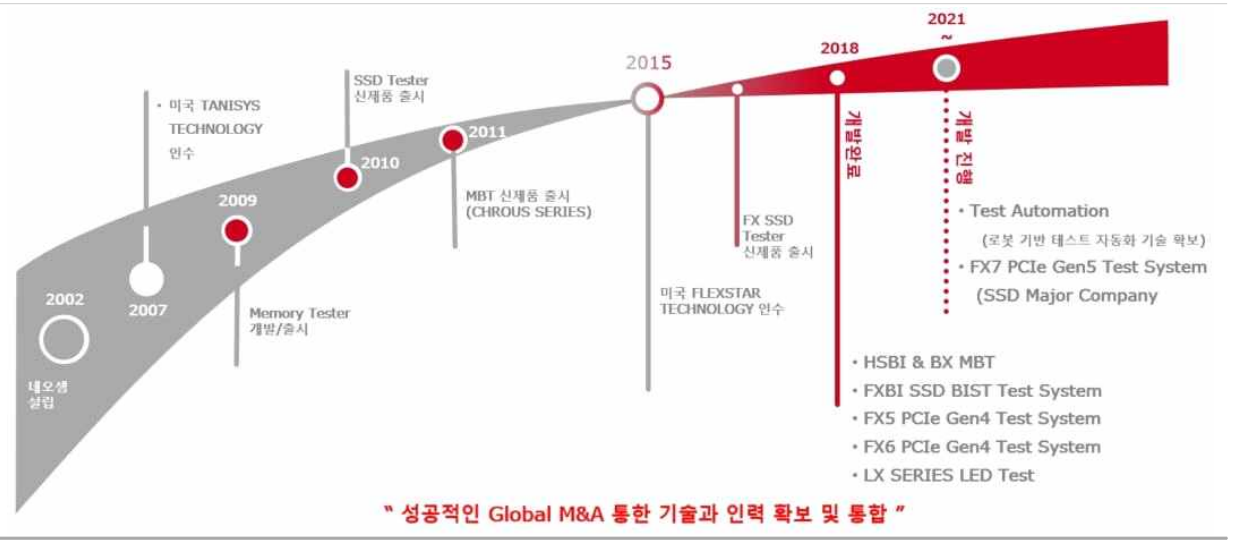 2002
네오셈
설립
• 미국 TANISYS
TECHNOLOGY
인수
2007
2009
Memory Tester
개발/출시
SSD Tester
신제품 출시
2010
2011
MBT 신제품 출시
(CHROUS SERIES)
2015
미국 FLEXSTAR
TECHNOLOGY 인수
FX SSD
Tester
신제품 출시
2018
개발완료
• HSBI & BX MBT
• FXBI SSD BIST Test System
• FX5 PCIe Gen4 Test System
• FX6 PCIe Gen4 Test System
• LX SERIES LED Test
2021
~
개발 진행
• Test Automation
(로봇 기반 테스트 자동화 기술 확보)
• FX7 PCIe Gen5 Test System
(SSD Major Company
“ 성공적인 Global M&A 통한 기술과 인력 확보 및 통합 ”